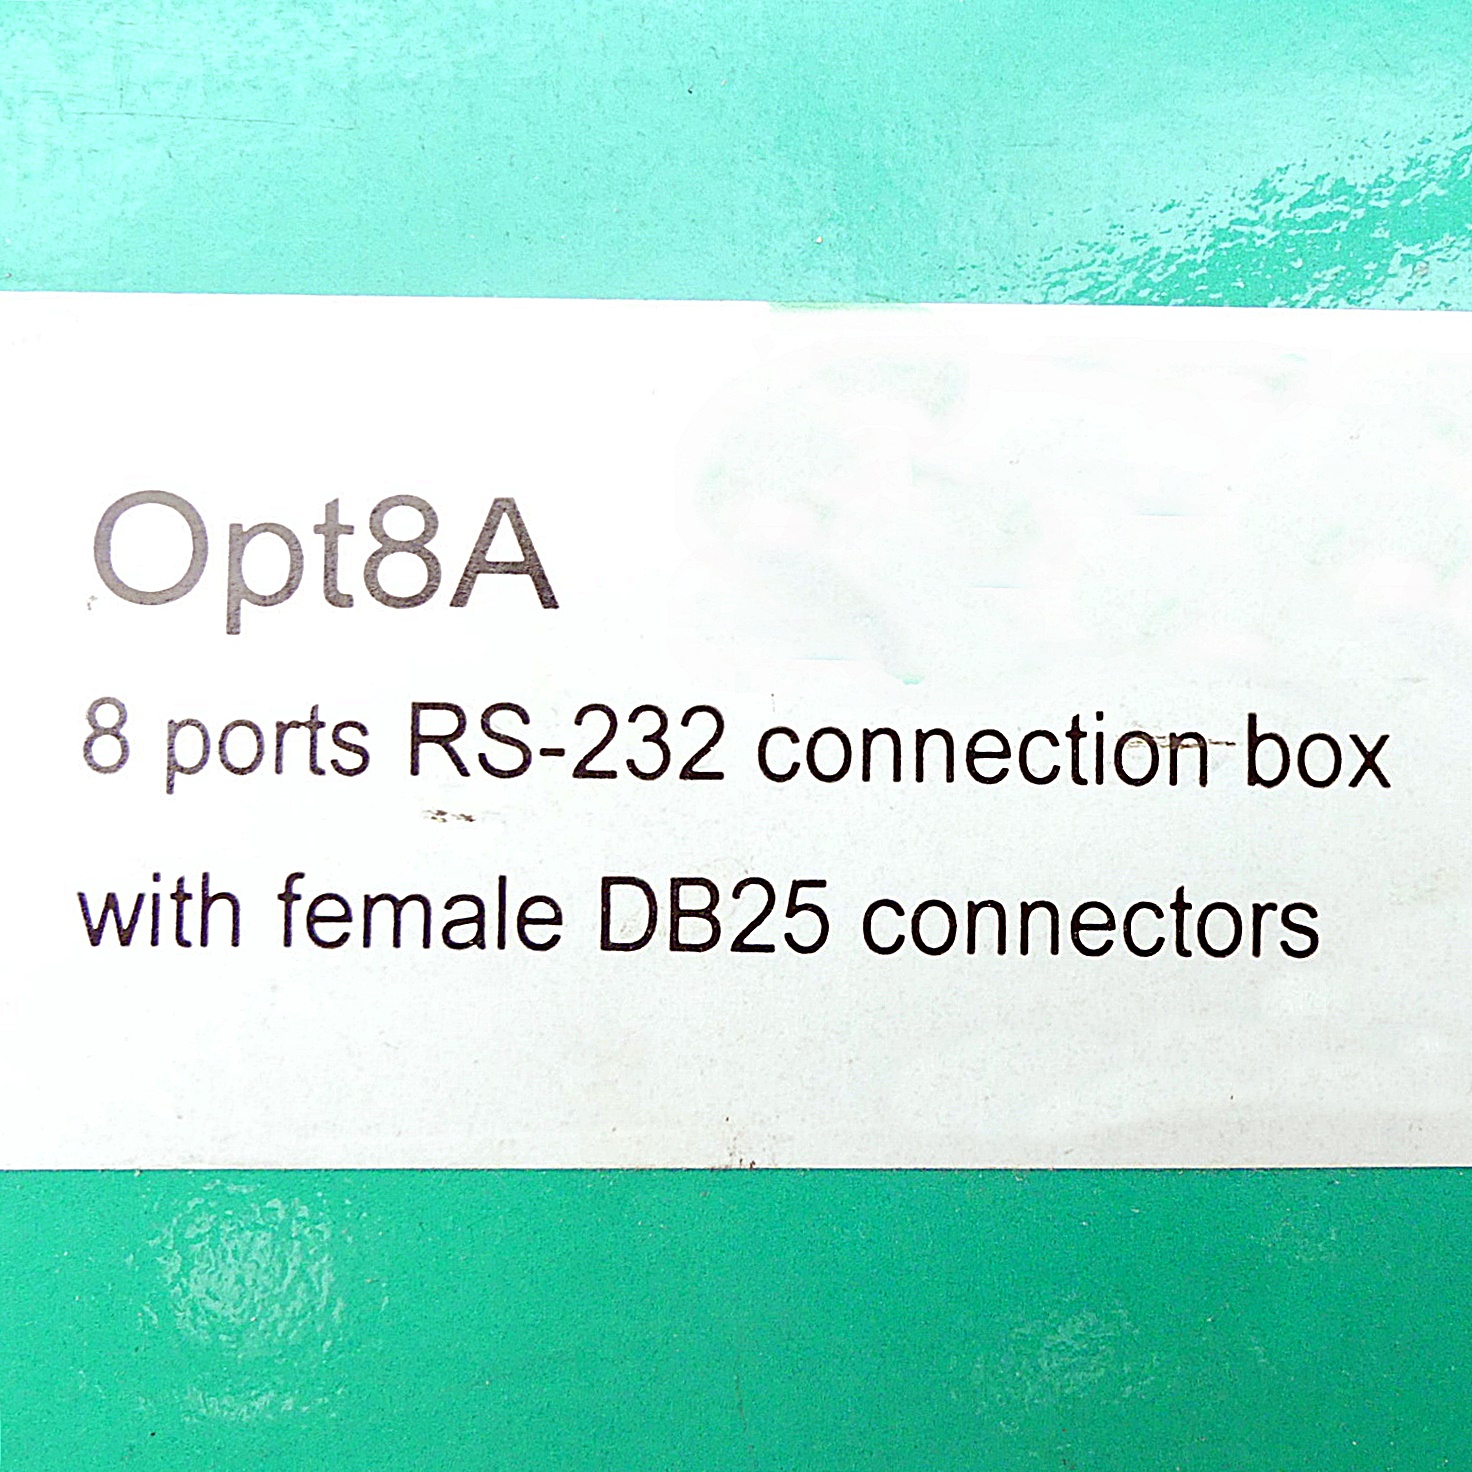 Opt8A
8 ports RS-232 connection box
with female DB25 connectors